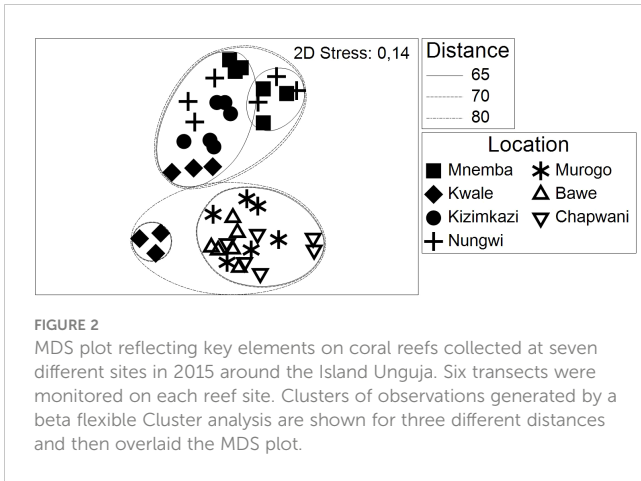 2D Stress: 0,14
Distance
65
70
80
Location
Mnemba
Murogo
Kwale
Bawe
Kizimkazi
Chapwani
Nungwi
FIGURE 2
MDS plot reflecting key elements on coral reefs collected at seven
different sites in 2015 around the Island Unguja. Six transects were
monitored on each reef site. Clusters of observations generated by a
beta flexible Cluster analysis are shown for three different distances
and then overlaid the MDS plot.